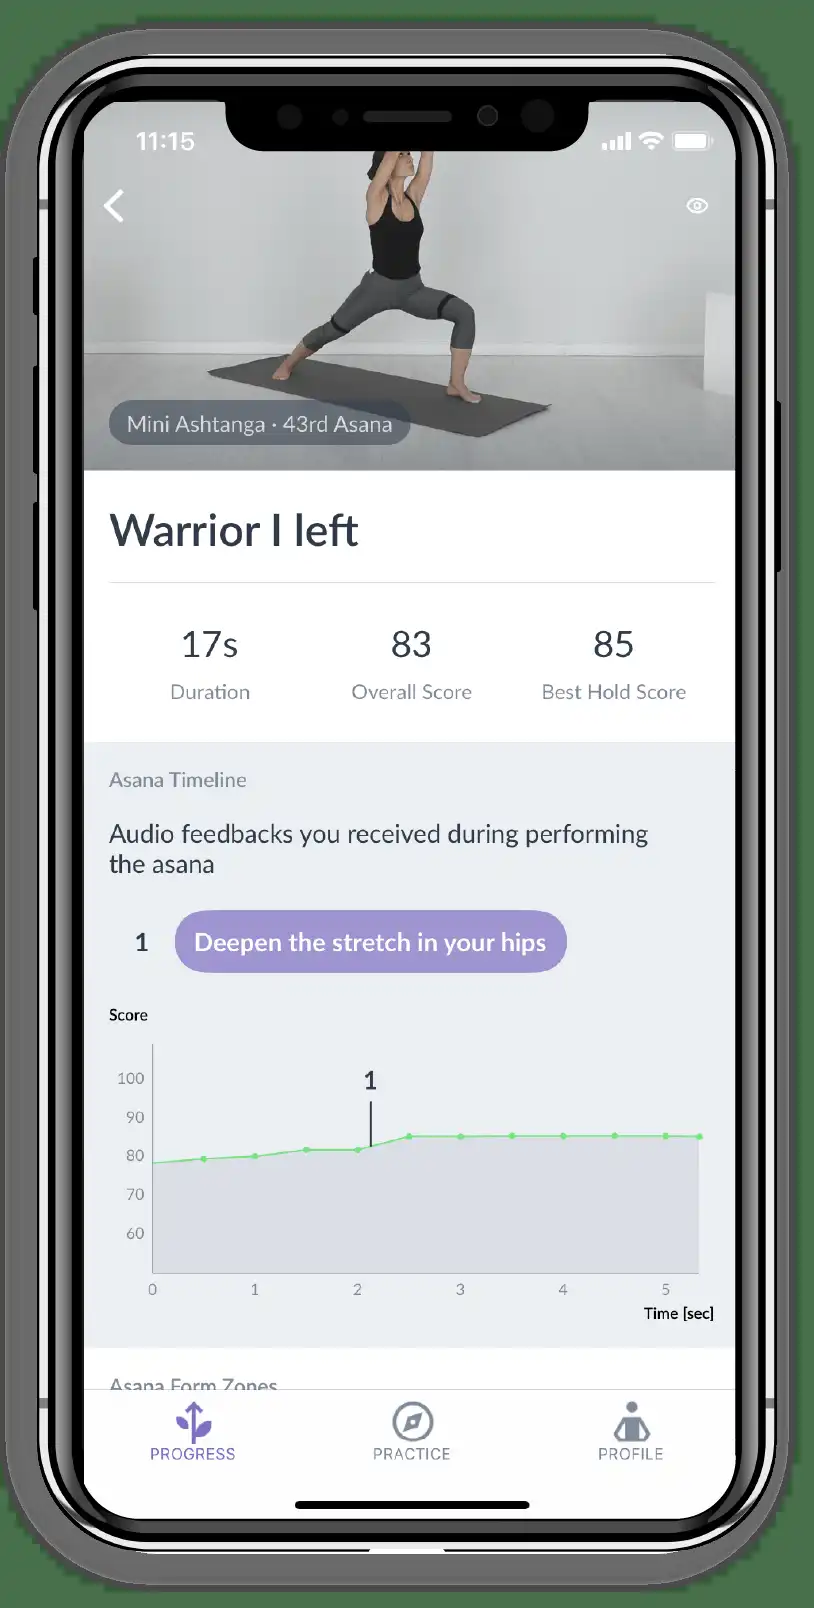 11:15
Mini Ashtanga · 43rd Asana
Warrior I left
17s 83 85
Duration Overall Score Best Hold Score
Asana Timeline
Audio feedbacks you received during performing
the asana
1 Deepen the stretch in your hips
Score
1
100
90
80
70
60
0 1 2 3 4 5
Time [sec]
Asana Form Zones
PROGRESS PRACTICE PROFILE